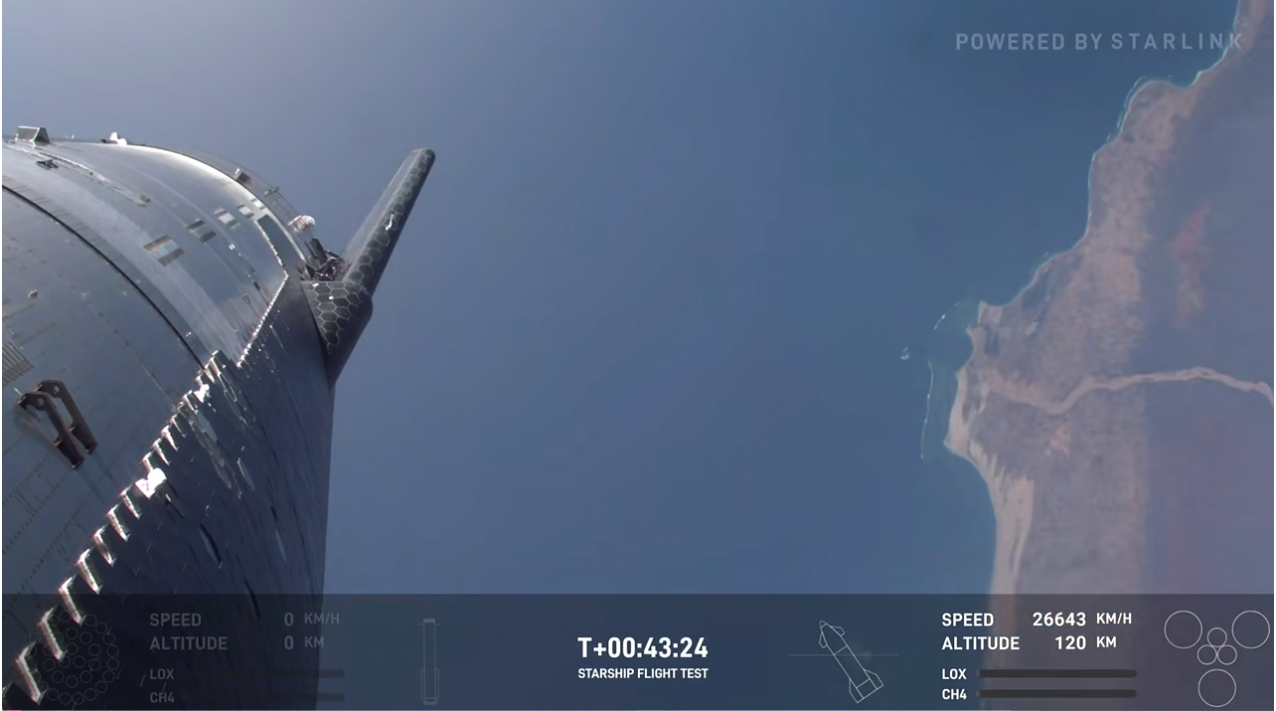 POWERED BY STARLINK
SPEED 0 KM/H
ALTITUDE 0 KM
LOX
CH4
T+00:43:24
STARSHIP FLIGHT TEST
SPEED 26643 KM/H
ALTITUDE 120 KM
LOX
CH4